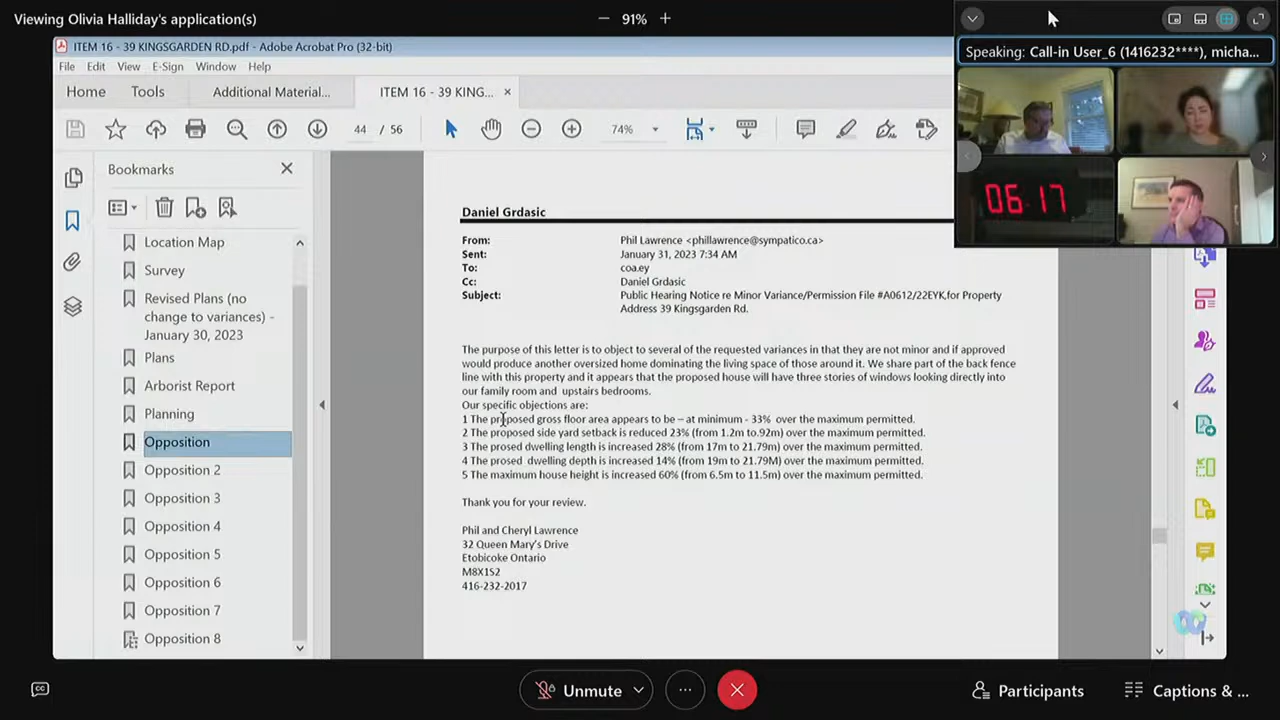 Viewing Olivia Halliday's application(s)
91%
Speaking: Call-in User_6 (1416232****), micha...
06:17
ITEM 16 - 39 KINGSGARDEN RD.pdf - Adobe Acrobat Pro (32-bit)
File Edit View E-Sign Window Help
Home Tools Additional Material... ITEM 16 - 39 KING...
44 / 56 74%
Bookmarks
Location Map
Survey
Revised Plans (no
change to variances) -
January 30, 2023
Plans
Arborist Report
Planning
Opposition
Opposition 2
Opposition 3
Opposition 4
Opposition 5
Opposition 6
Opposition 7
Opposition 8
Daniel Grdasic
From: Phil Lawrence <phillawrence@sympatico.ca>
Sent: January 31, 2023 7:34 AM
To: coa.ey
Cc: Daniel Grdasic
Subject: Public Hearing Notice re Minor Variance/Permission File #A0612/22EYK,for Property
Address 39 Kingsgarden Rd.
The purpose of this letter is to object to several of the requested variances in that they are not minor and if approved
would produce another oversized home dominating the living space of those around it. We share part of the back fence
line with this property and it appears that the proposed house will have three stories of windows looking directly into
our family room and upstairs bedrooms.
Our specific objections are:
1 The proposed gross floor area appears to be – at minimum - 33% over the maximum permitted.
2 The proposed side yard setback is reduced 23% (from 1.2m to.92m) over the maximum permitted.
3 The prosed dwelling length is increased 28% (from 17m to 21.79m) over the maximum permitted.
4 The prosed dwelling depth is increased 14% (from 19m to 21.79M) over the maximum permitted.
5 The maximum house height is increased 60% (from 6.5m to 11.5m) over the maximum permitted.
Thank you for your review.
Phil and Cheryl Lawrence
32 Queen Mary's Drive
Etobicoke Ontario
M8X1S2
416-232-2017
Unmute
Participants
Captions & ...